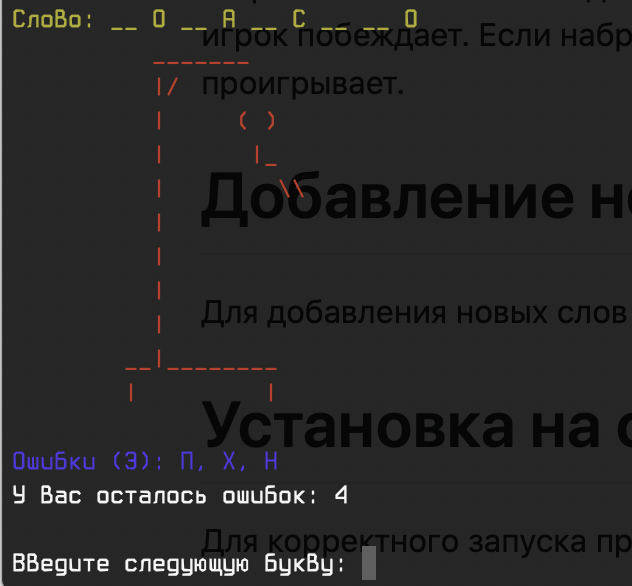 Слово: __ О __ А __ С __ __ О
игрок побеждает. Если набр
проигрывает.
Добавление но
Для добавления новых слов
Установка на
Ошибки (3): П, Х, Н
У Вас осталось ошибок: 4
Для корректного запуска пр
Введите следующую букву: